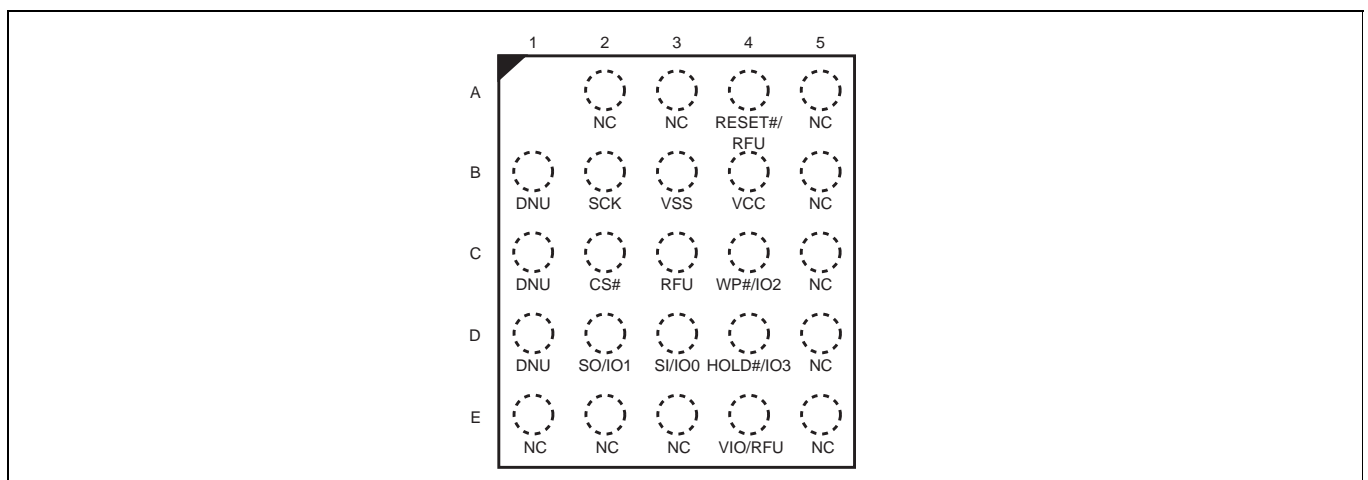 1 2 3 4 5
A
NC NC RESET#/ NC
RFU
B
DNU SCK VSS VCC NC
C
DNU CS# RFU WP#/IO2 NC
D
DNU SO/IO1 SI/IO0 HOLD#/IO3 NC
E
NC NC NC VIO/RFU NC